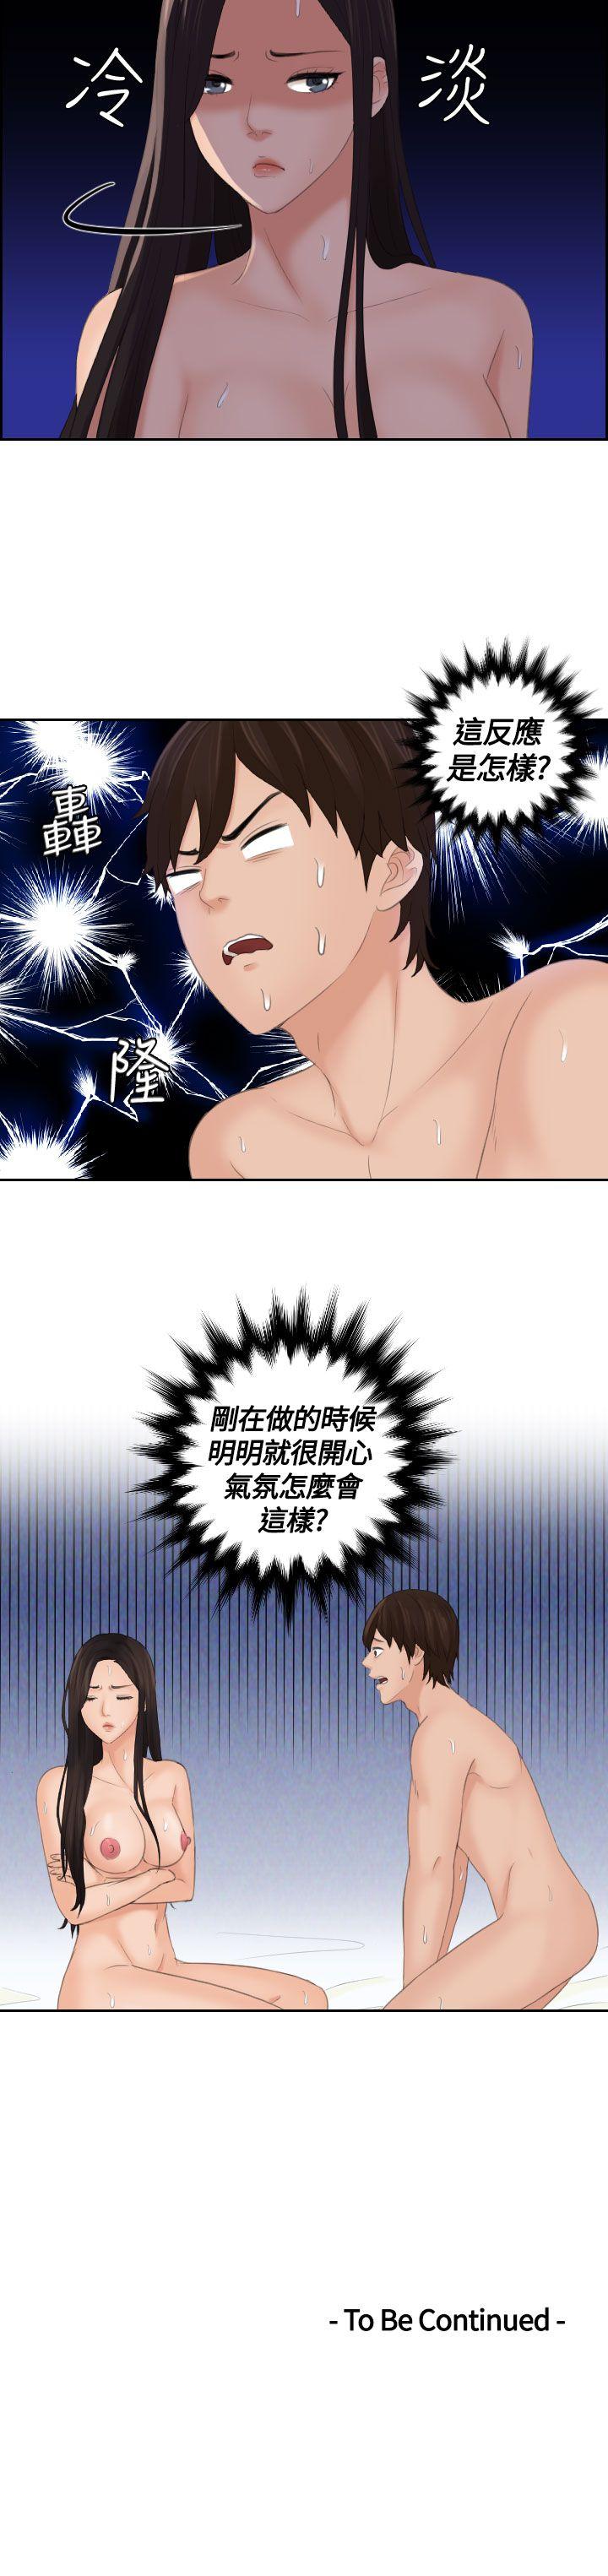 冷淡
這反應
是怎樣?
轟
隆
剛在做的時候
明明就很開心
氣氛怎麼會
這樣?
- To Be Continued -